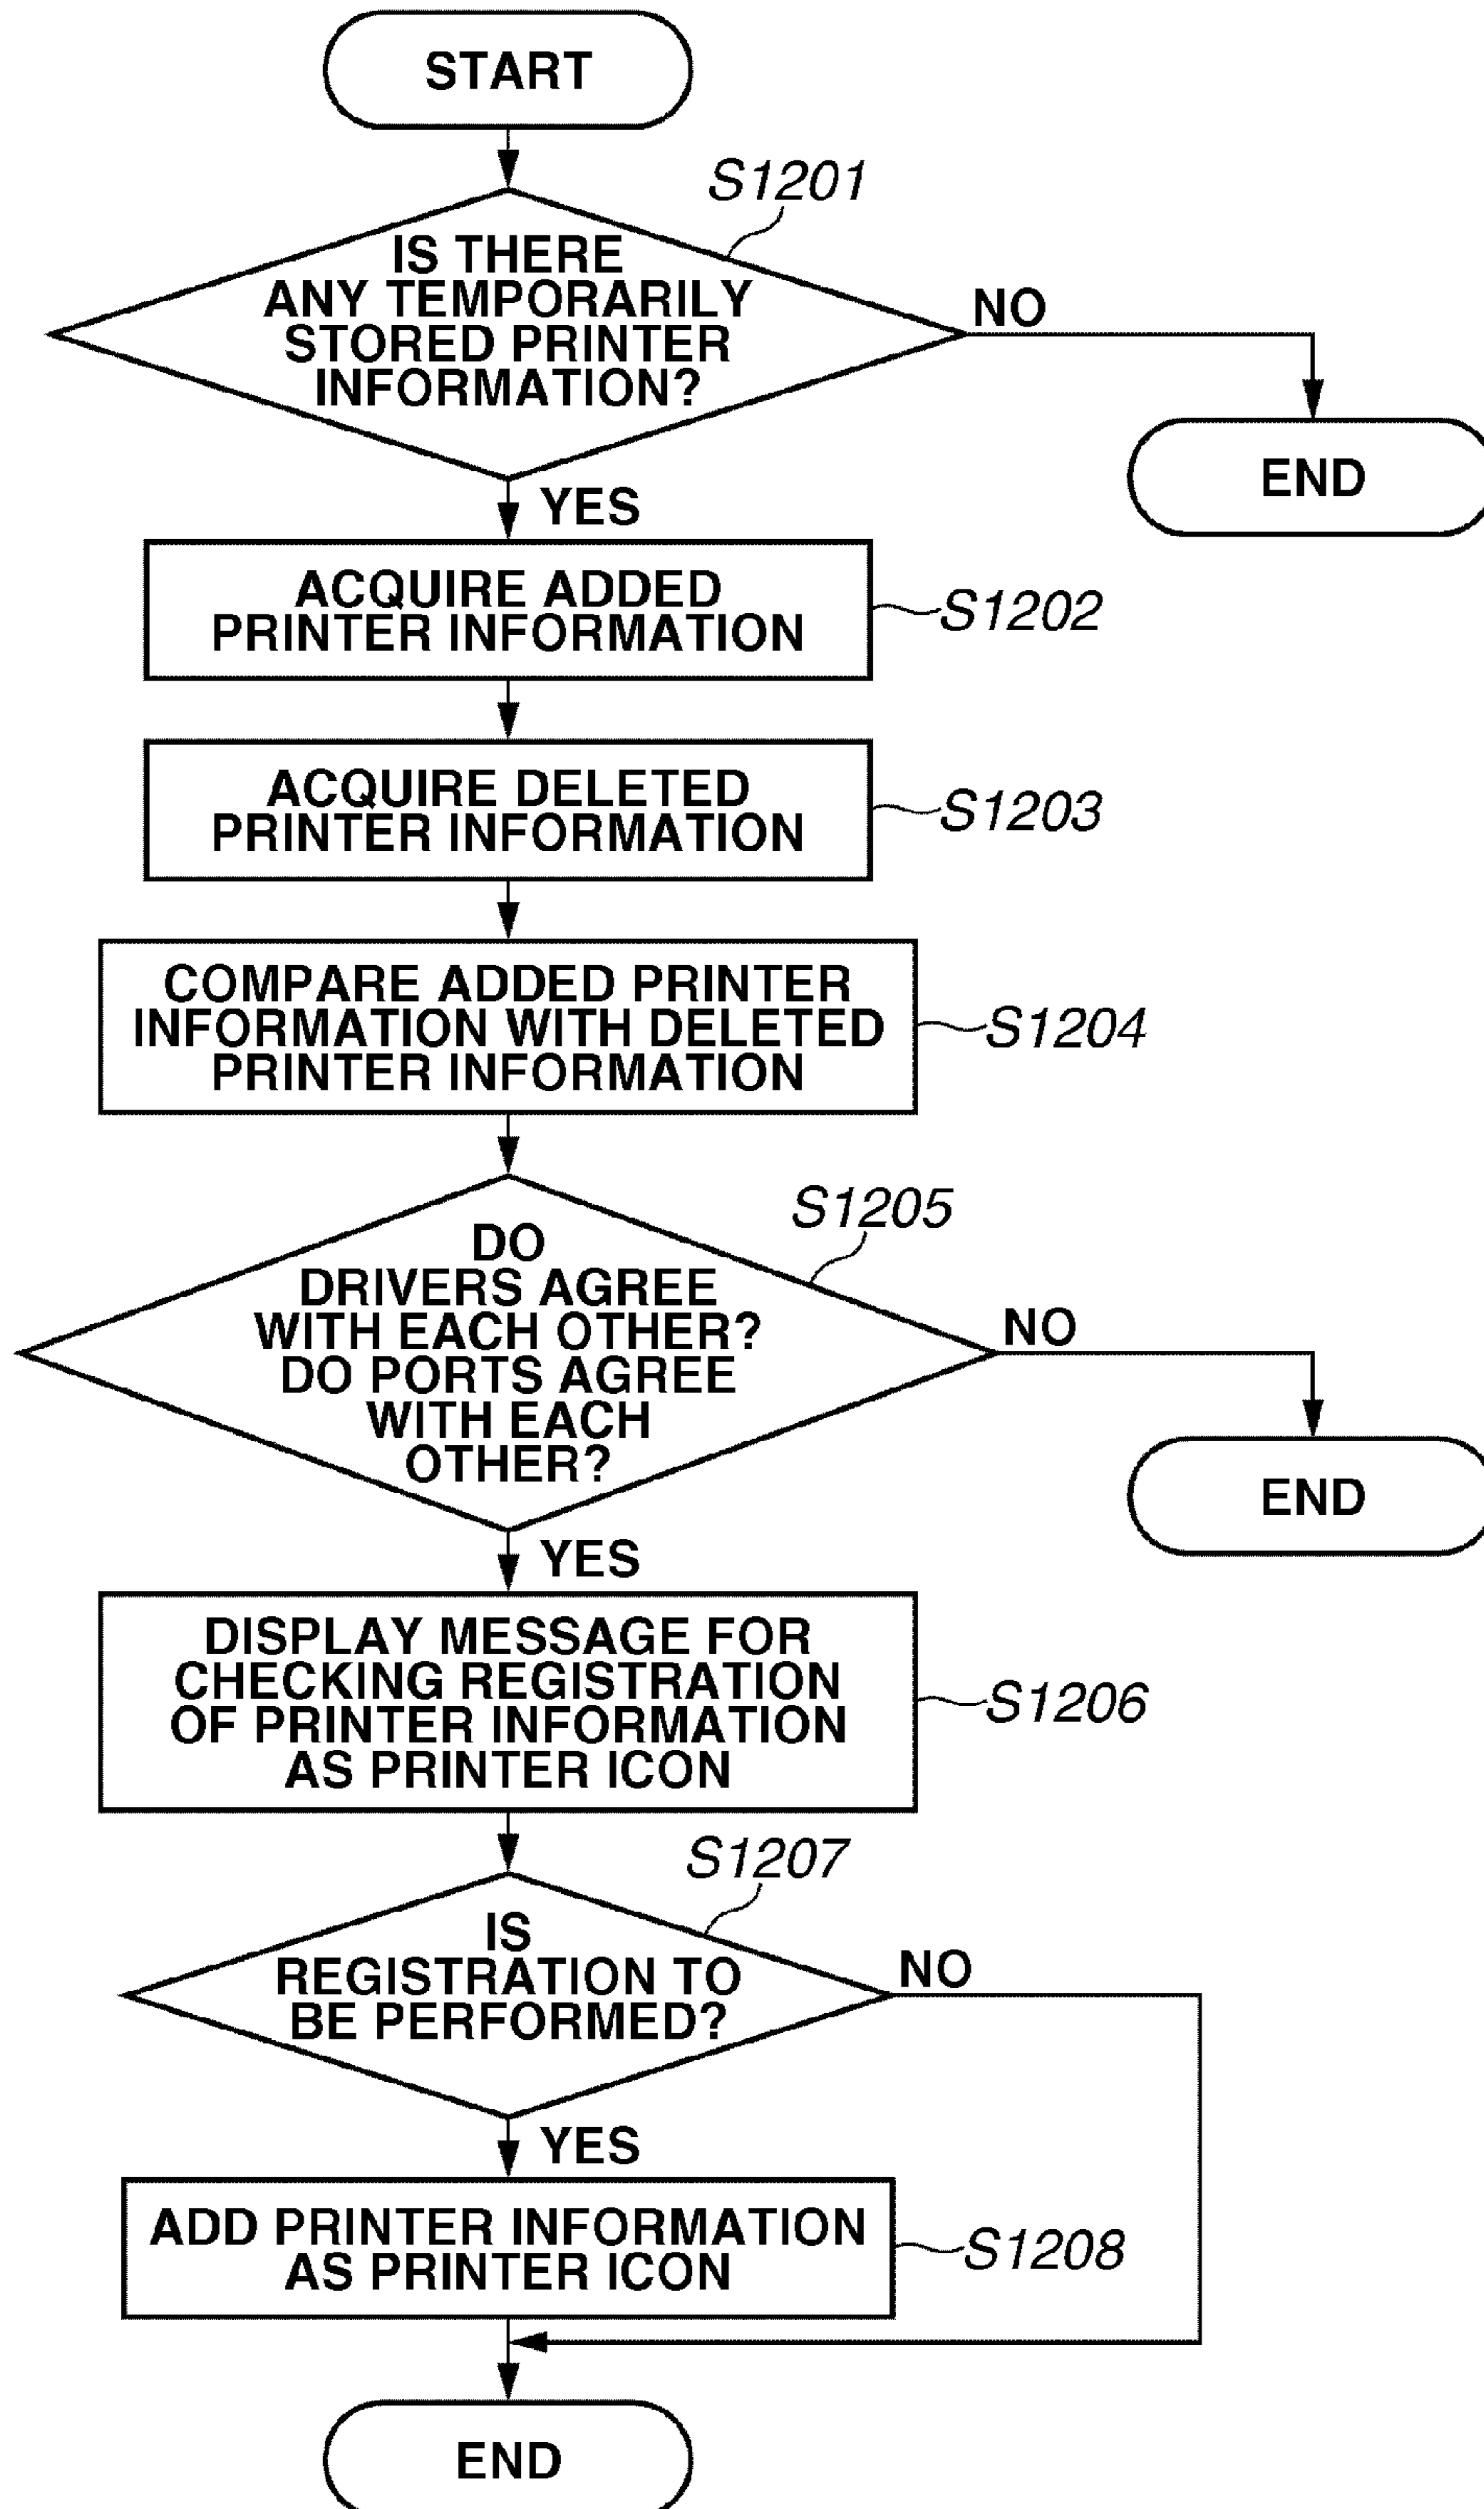 START
S1201
IS THERE
ANY TEMPORARILY
STORED PRINTER
INFORMATION?
NO
END
YES
ACQUIRE ADDED
PRINTER INFORMATION
S1202
ACQUIRE DELETED
PRINTER INFORMATION
S1203
COMPARE ADDED PRINTER
INFORMATION WITH DELETED
PRINTER INFORMATION
S1204
S1205
DO
DRIVERS AGREE
WITH EACH OTHER?
DO PORTS AGREE
WITH EACH
OTHER?
NO
END
YES
DISPLAY MESSAGE FOR
CHECKING REGISTRATION
OF PRINTER INFORMATION
AS PRINTER ICON
S1206
S1207
IS
REGISTRATION TO
BE PERFORMED?
NO
YES
ADD PRINTER INFORMATION
AS PRINTER ICON
S1208
END